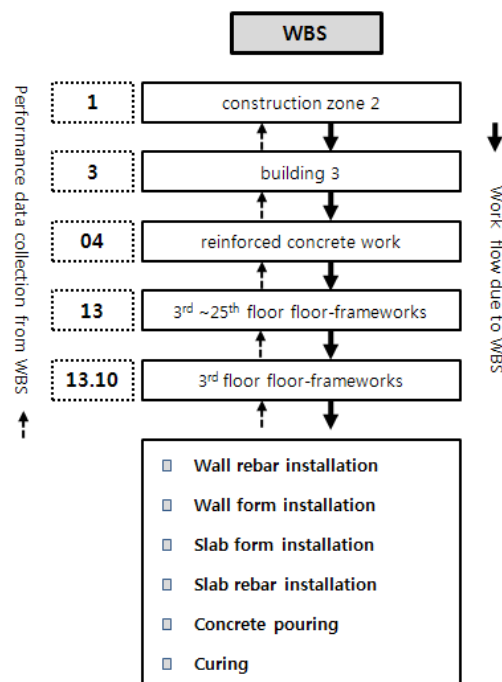 WBS
1
construction zone 2
3
building 3
04
reinforced concrete work
13
3rd ~25th floor floor-frameworks
13.10
3rd floor floor-frameworks
Wall rebar installation
Wall form installation
Slab form installation
Slab rebar installation
Concrete pouring
Curing
Performance data collection from WBS
Work flow due to WBS